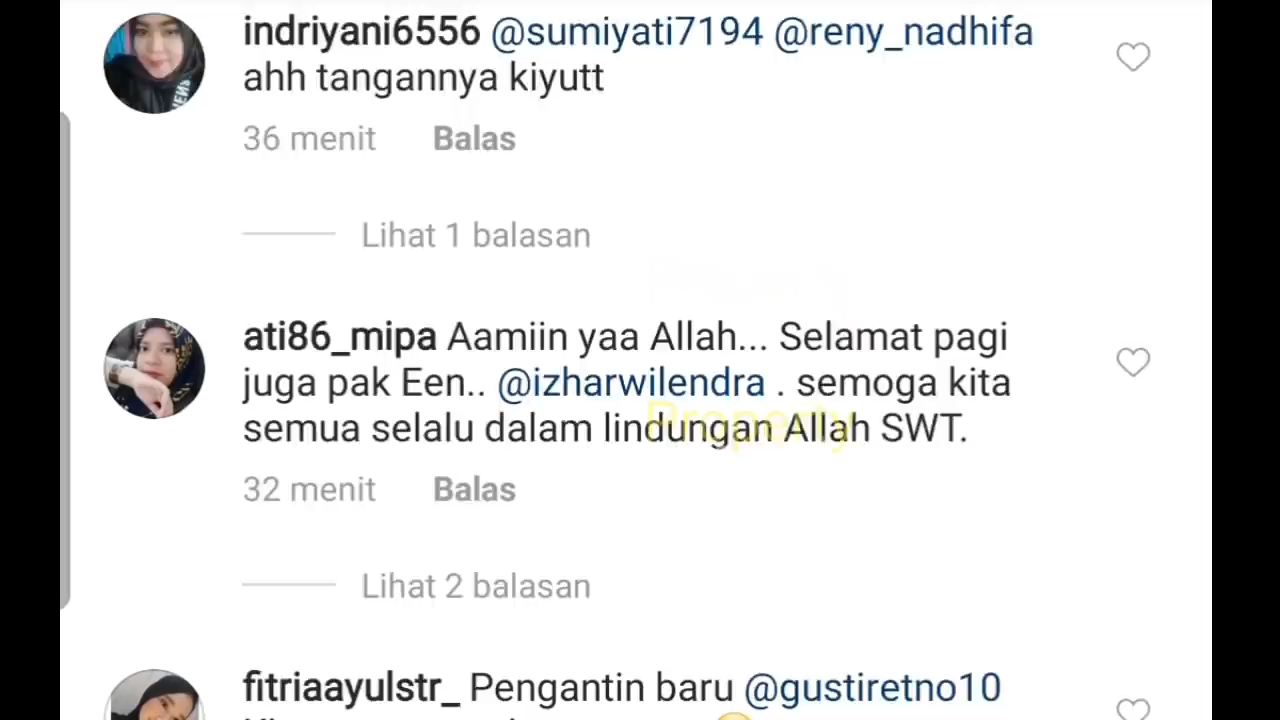 indriyani6556 @sumiyati7194 @reny_nadhifa
ahh tangannya kiyutt
36 menit Balas
Lihat 1 balasan
ati86_mipa Aamiin yaa Allah... Selamat pagi
juga pak Een.. @izharwilendra . semoga kita
semua selalu dalam lindungan Allah SWT.
Property
32 menit Balas
Lihat 2 balasan
fitriaayulstr_ Pengantin baru @gustiretno10